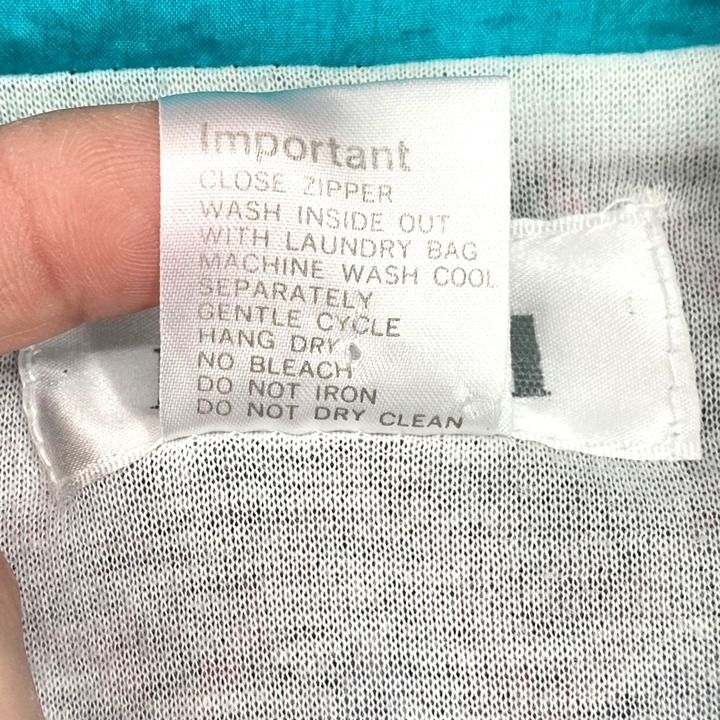 Important
CLOSE ZIPPER
WASH INSIDE OUT
WITH LAUNDRY BAG
MACHINE WASH COOL
SEPARATELY
GENTLE CYCLE
HANG DRY
NO BLEACH
DO NOT IRON
DO NOT DRY CLEAN